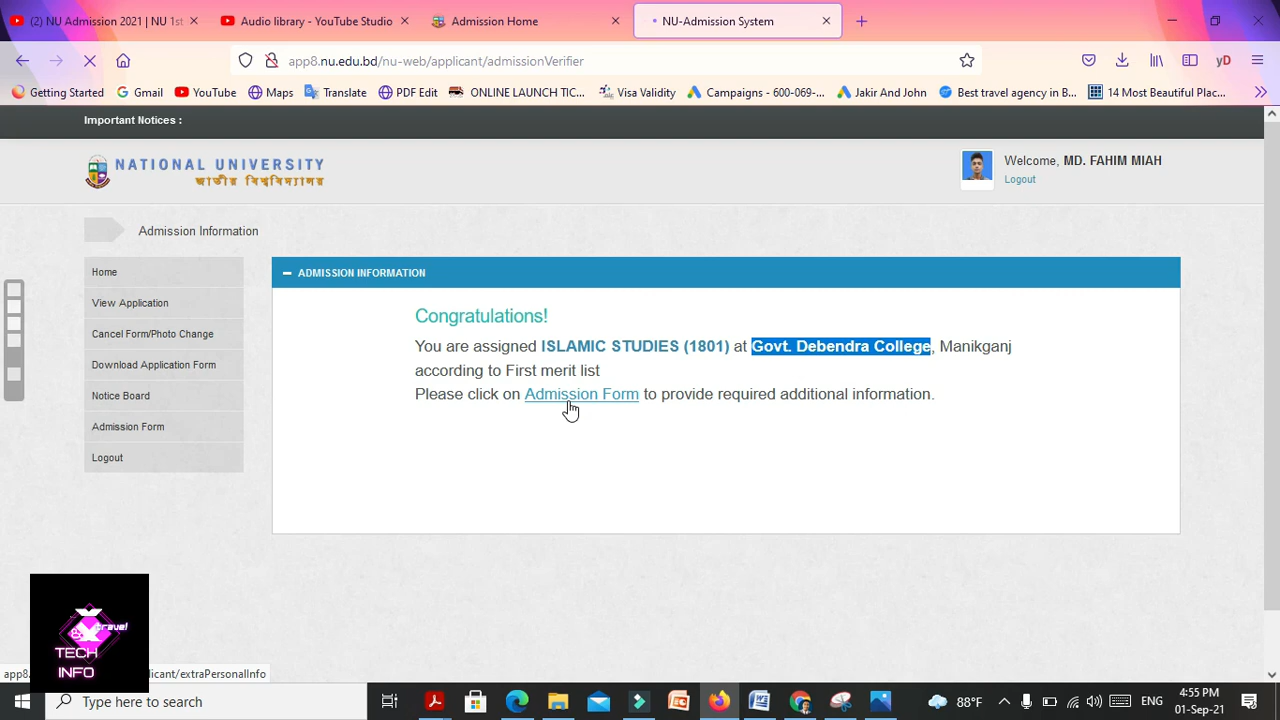 (2) NU Admission 2021 | NU 1st
Audio library - YouTube Studio
Admission Home
NU-Admission System
app8.nu.edu.bd/nu-web/applicant/admissionVerifier
yD
Getting Started
Gmail
YouTube
Maps
Translate
PDF Edit
ONLINE LAUNCH TIC...
Visa Validity
Campaigns - 600-069-...
Jakir And John
Best travel agency in B...
14 Most Beautiful Plac...
Important Notices :
NATIONAL UNIVERSITY
জাতীয় বিশ্ববিদ্যালয়
Welcome, MD. FAHIM MIAH
Logout
Admission Information
Home
View Application
Cancel Form/Photo Change
Download Application Form
Notice Board
Admission Form
Logout
ADMISSION INFORMATION
Congratulations!
You are assigned ISLAMIC STUDIES (1801) at Govt. Debendra College, Manikganj
according to First merit list
Please click on Admission Form to provide required additional information.
travel
TECH
INFO
app8.
licant/extraPersonalInfo
Type here to search
88°F
ENG
4:55 PM
01-Sep-21